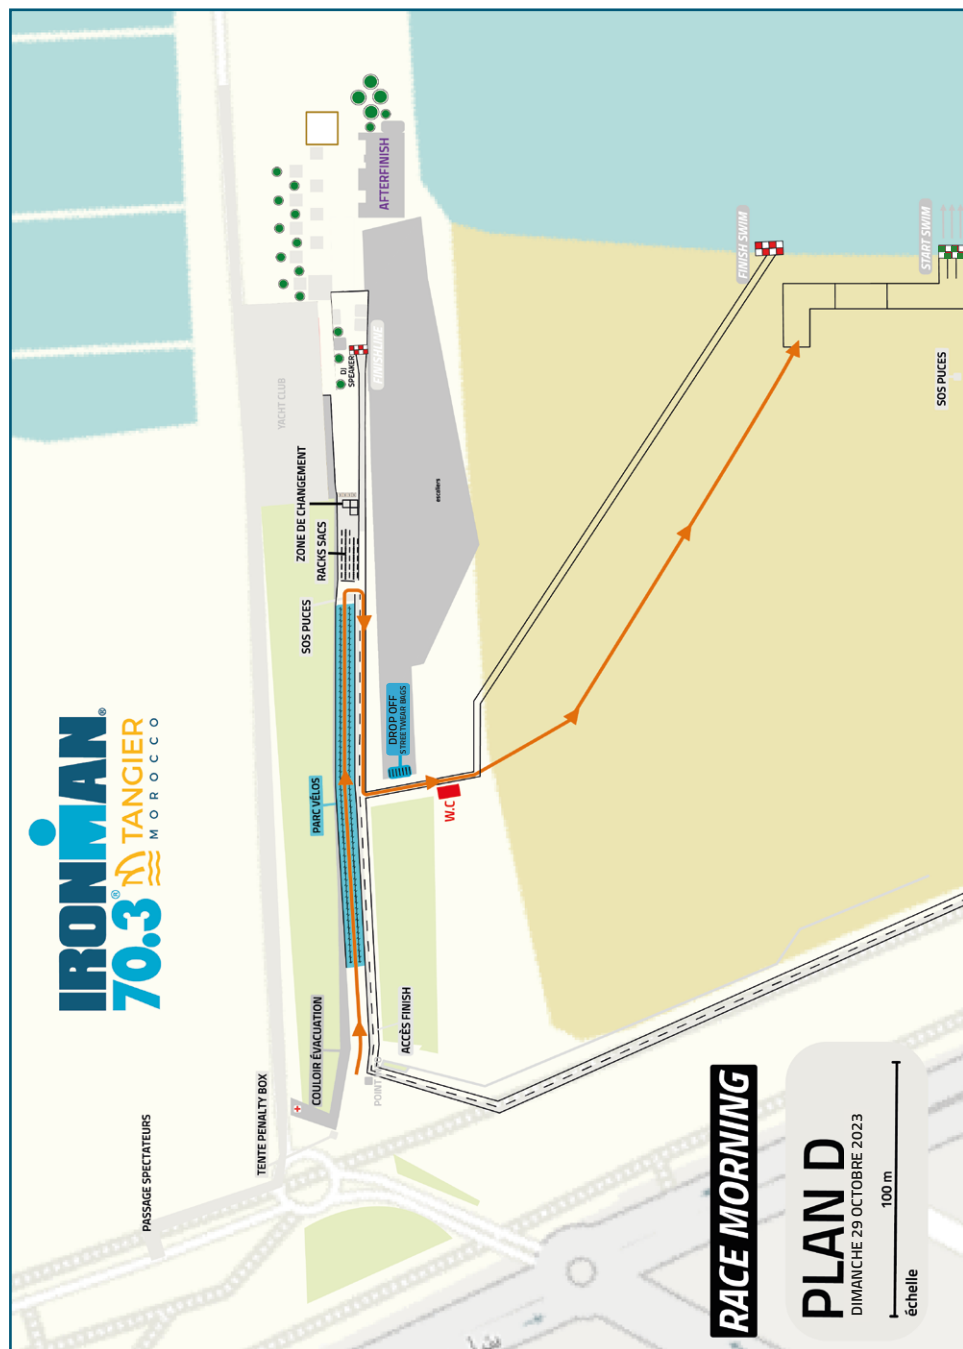 IRONMAN®
70.3® TANGIER
MOROCCO
PASSAGE SPECTATEURS
TENTE PENALTY BOX
COULOIR ÉVACUATION
PARC VÉLOS
SOS PUCES
RACKS SACS
ZONE DE CHANGEMENT
YACHT CLUB
DJ
SPEAKER
FINISHLINE
AFTERFINISH
escaliers
DROP OFF
STREETWEAR BAGS
W.C
ACCÈS FINISH
POINT
FINISH SWIM
START SWIM
SOS PUCES
RACE MORNING
PLAN D
DIMANCHE 29 OCTOBRE 2023
100 m
échelle